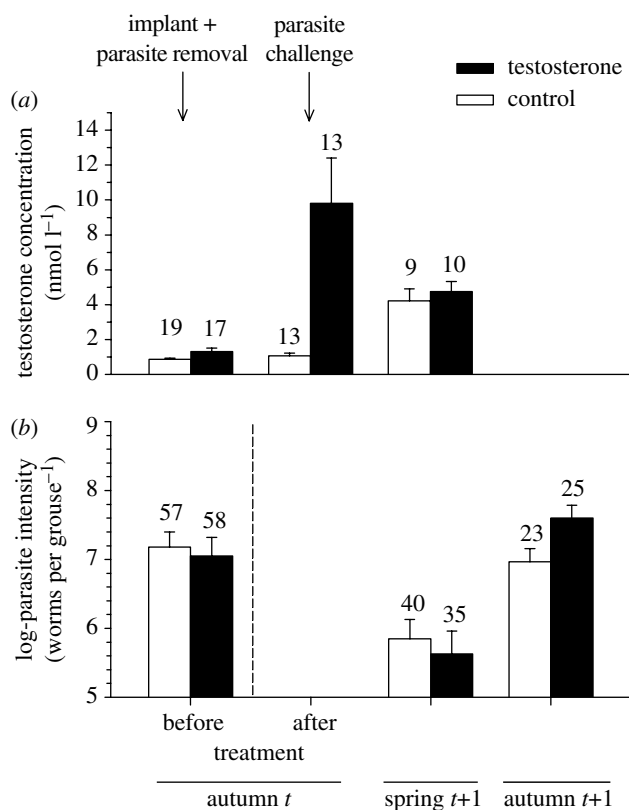 implant +
parasite removal
parasite
challenge
testosterone
control
(a)
testosterone concentration
(nmol l⁻¹)
14
12
10
8
6
4
2
0
19
17
13
13
9
10
(b)
log-parasite intensity
(worms per grouse⁻¹)
9
8
7
6
5
57
58
40
35
23
25
before
after
treatment
autumn t
spring t+1
autumn t+1